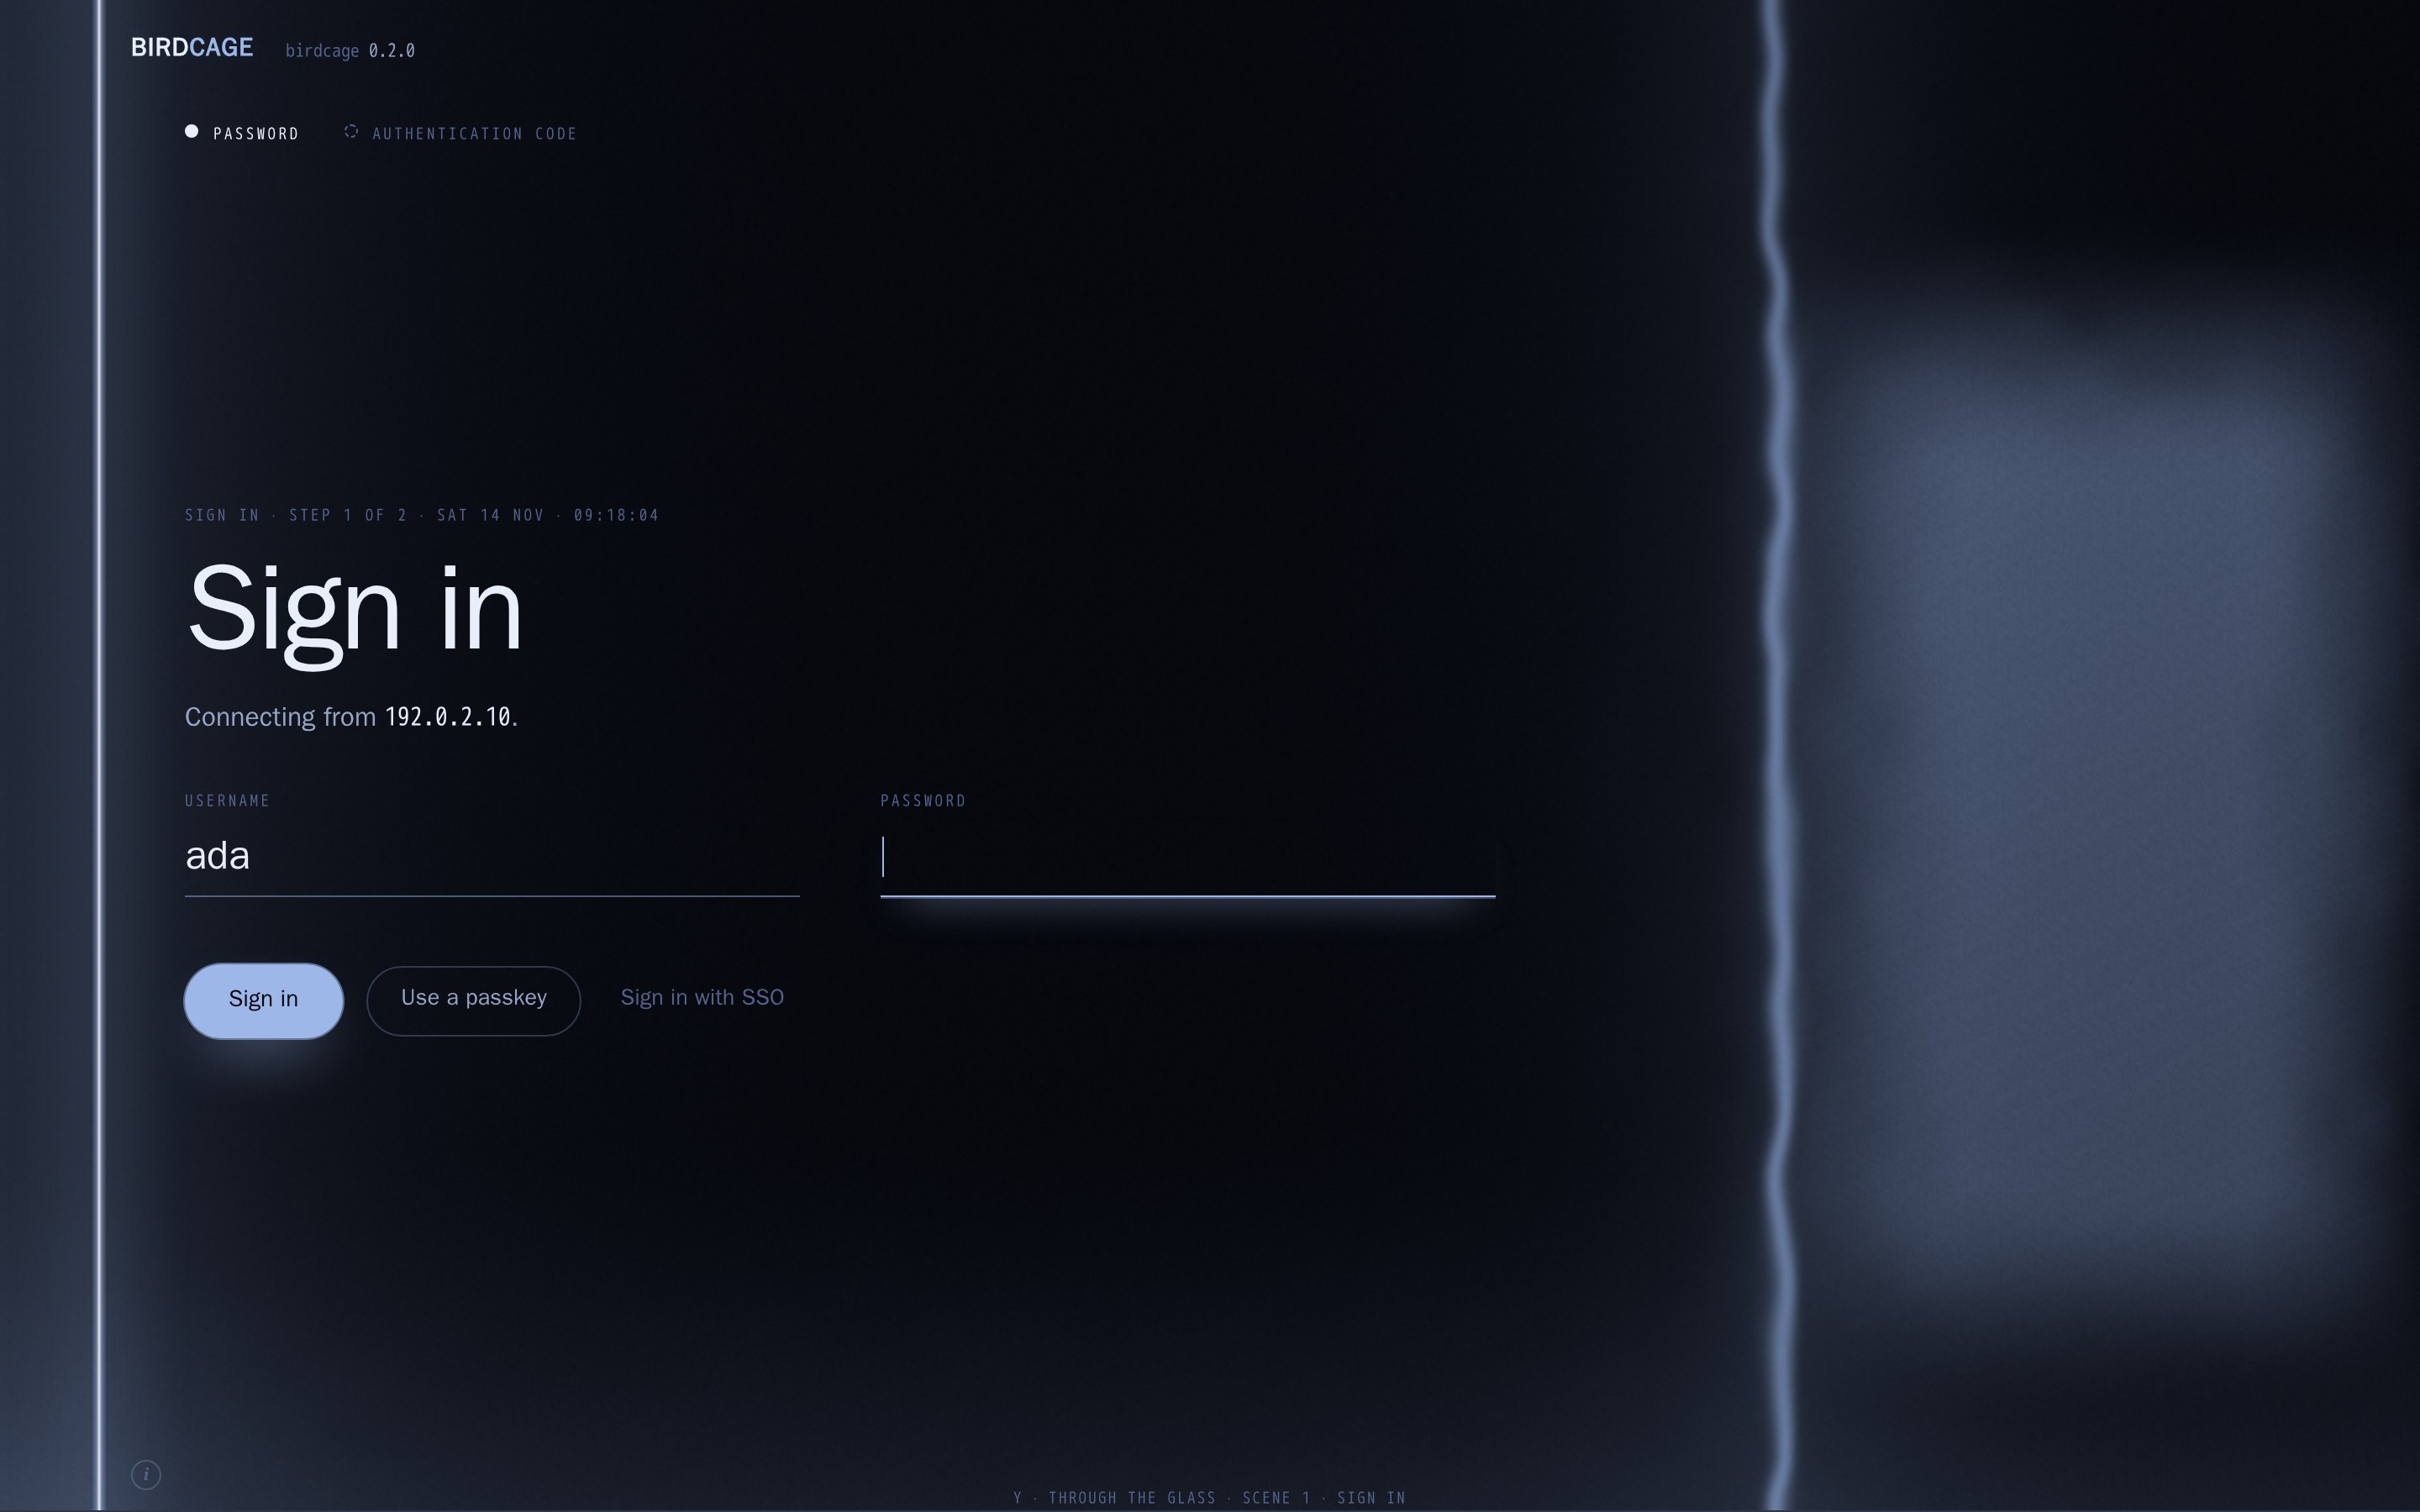 BIRDCAGE birdcage 0.2.0
PASSWORD AUTHENTICATION CODE
SIGN IN · STEP 1 OF 2 · SAT 14 NOV · 09:18:04
Sign in
Connecting from 192.0.2.10.
USERNAME PASSWORD
ada
Sign in Use a passkey Sign in with SSO
i
Y · THROUGH THE GLASS · SCENE 1 · SIGN IN